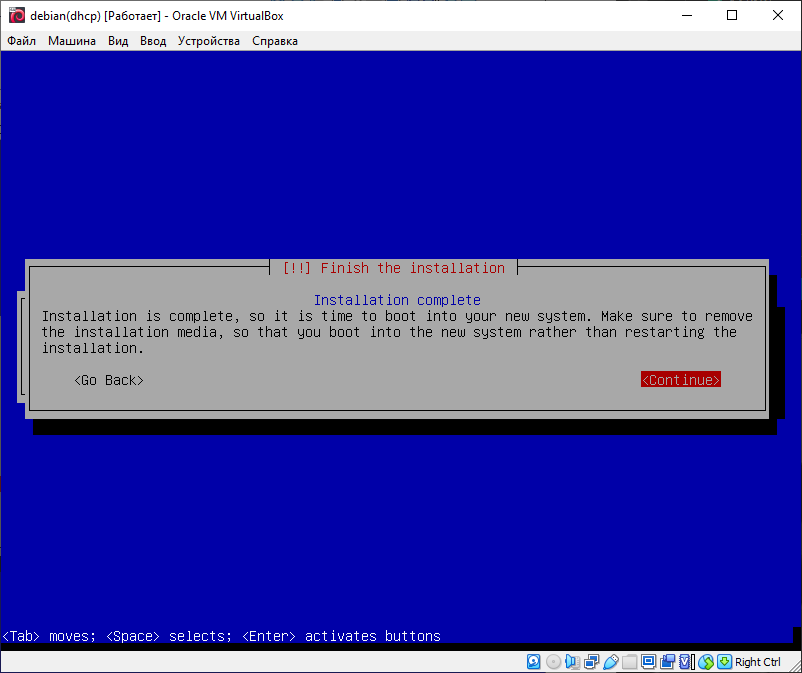 debian(dhcp) [Работает] - Oracle VM VirtualBox
Файл Машина Вид Ввод Устройства Справка
[!!] Finish the installation
Installation complete
Installation is complete, so it is time to boot into your new system. Make sure to remove
the installation media, so that you boot into the new system rather than restarting the
installation.
<Go Back> <Continue>
<Tab> moves; <Space> selects; <Enter> activates buttons
Right Ctrl